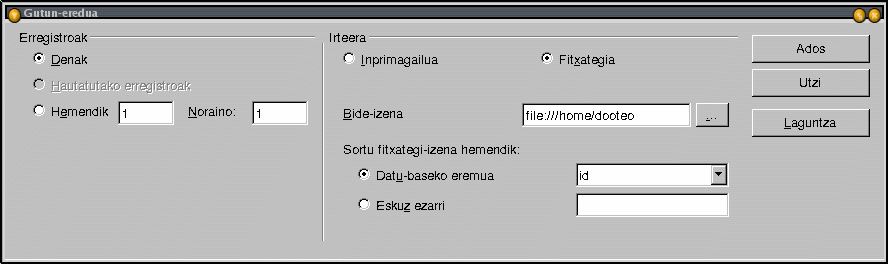 Gutun-eredua
Erregistroak
Denak
Hautatutako erregistroak
Hemendik 1 Noraino: 1
Irteera
Inprimagailua Fitxategia
Bide-izena file:///home/dooteo ...
Sortu fitxategi-izena hemendik:
Datu-baseko eremua id
Eskuz ezarri
Ados
Utzi
Laguntza